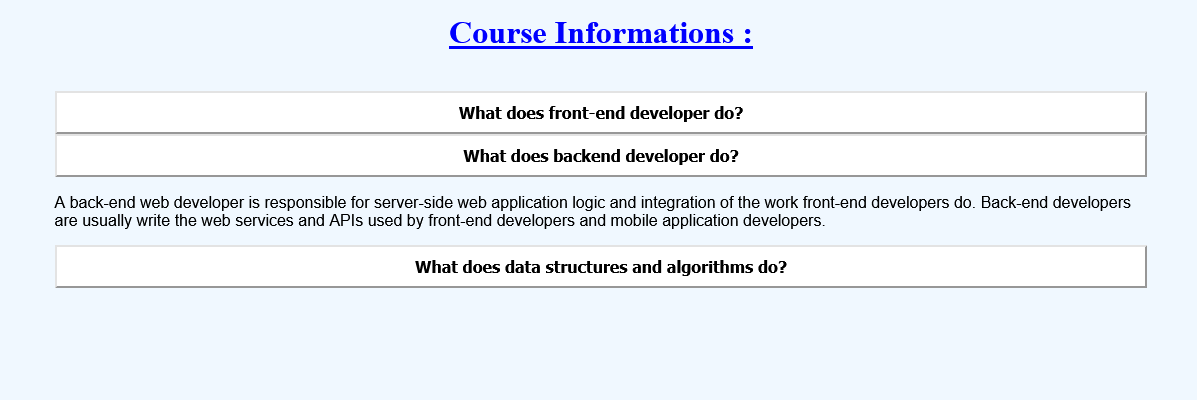 Course Informations :
What does front-end developer do?
What does backend developer do?
A back-end web developer is responsible for server-side web application logic and integration of the work front-end developers do. Back-end developers
are usually write the web services and APIs used by front-end developers and mobile application developers.
What does data structures and algorithms do?